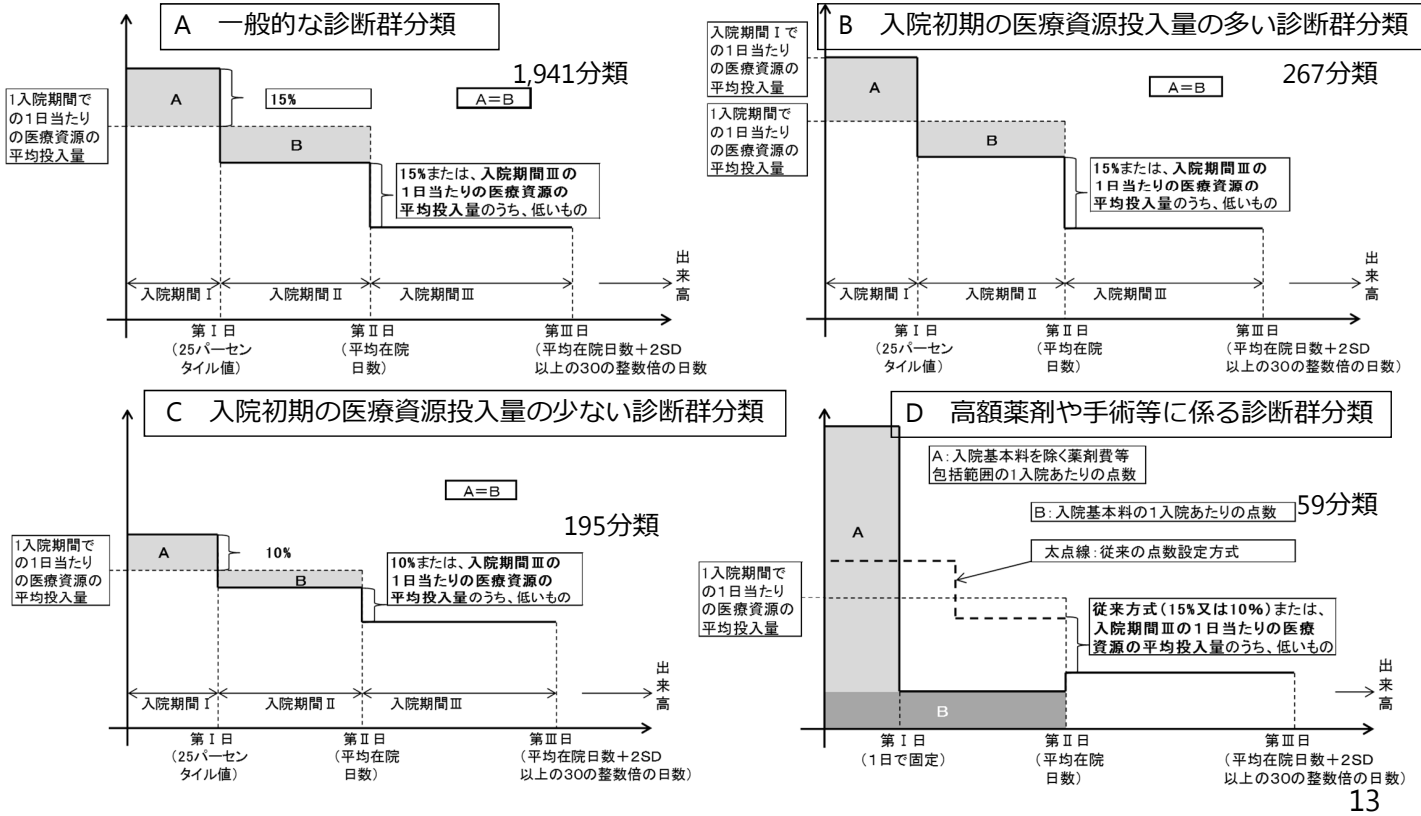 A　一般的な診断群分類
1,941分類
1入院期間で
の1日当たり
の医療資源の
平均投入量
A
15%
A=B
B
15%または、入院期間Ⅲの
1日当たりの医療資源の
平均投入量のうち、低いもの
入院期間Ⅰ
入院期間Ⅱ
入院期間Ⅲ
出来高
第Ⅰ日
(25パーセン
タイル値)
第Ⅱ日
(平均在院
日数)
第Ⅲ日
(平均在院日数+2SD
以上の30の整数倍の日数)
B　入院初期の医療資源投入量の多い診断群分類
267分類
入院期間Ⅰで
の1日当たり
の医療資源の
平均投入量
1入院期間で
の1日当たり
の医療資源の
平均投入量
A
A=B
B
15%または、入院期間Ⅲの
1日当たりの医療資源の
平均投入量のうち、低いもの
入院期間Ⅰ
入院期間Ⅱ
入院期間Ⅲ
出来高
第Ⅰ日
(25パーセン
タイル値)
第Ⅱ日
(平均在院
日数)
第Ⅲ日
(平均在院日数+2SD
以上の30の整数倍の日数)
C　入院初期の医療資源投入量の少ない診断群分類
A=B
195分類
1入院期間で
の1日当たり
の医療資源の
平均投入量
A
10%
B
10%または、入院期間Ⅲの
1日当たりの医療資源の
平均投入量のうち、低いもの
入院期間Ⅰ
入院期間Ⅱ
入院期間Ⅲ
出来高
第Ⅰ日
(25パーセン
タイル値)
第Ⅱ日
(平均在院
日数)
第Ⅲ日
(平均在院日数+2SD
以上の30の整数倍の日数)
D　高額薬剤や手術等に係る診断群分類
A:入院基本料を除く薬剤費等
包括範囲の1入院あたりの点数
59分類
B:入院基本料の1入院あたりの点数
A
太点線:従来の点数設定方式
1入院期間で
の1日当たり
の医療資源の
平均投入量
従来方式(15%又は10%)または、
入院期間Ⅲの1日当たりの医療
資源の平均投入量のうち、低いもの
B
出来高
第Ⅰ日
(1日で固定)
第Ⅱ日
(平均在院
日数)
第Ⅲ日
(平均在院日数+2SD
以上の30の整数倍の日数)
13